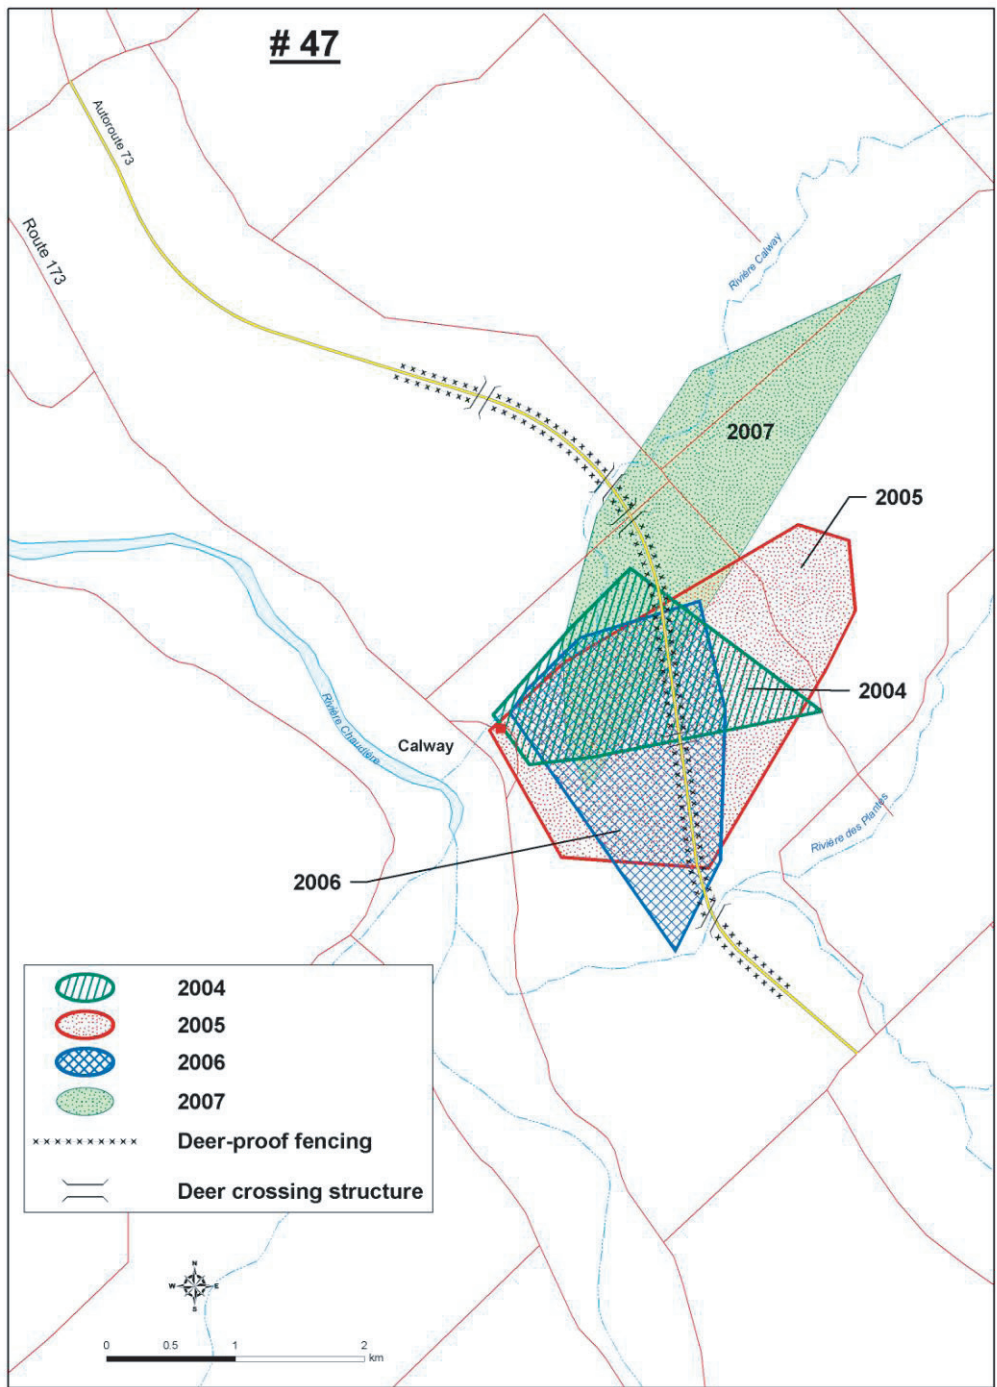 # 47
Autoroute 73
Route 173
Rivière Calway
2007
2005
2004
Rivière Chaudière
Calway
Rivière des Plantes
2006
2004
2005
2006
2007
Deer-proof fencing
Deer crossing structure
N
W E
S
0 0.5 1 2
km